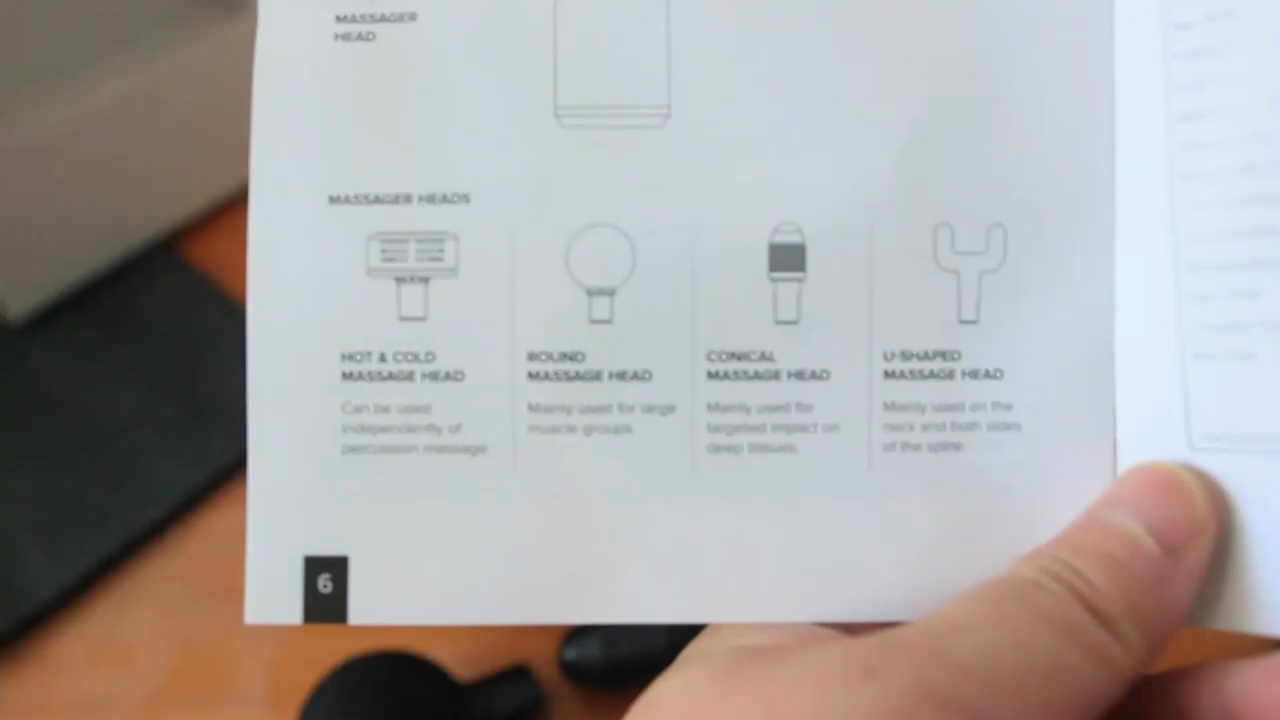 MASSAGER
HEAD
MASSAGER HEADS
HOT & COLD
MASSAGE HEAD
Can be used
independently of
percussion massage.
ROUND
MASSAGE HEAD
Mainly used for large
muscle groups.
CONICAL
MASSAGE HEAD
Mainly used for
targeted impact on
deep tissues.
U-SHAPED
MASSAGE HEAD
Mainly used on the
neck and both sides
of the spine.
6